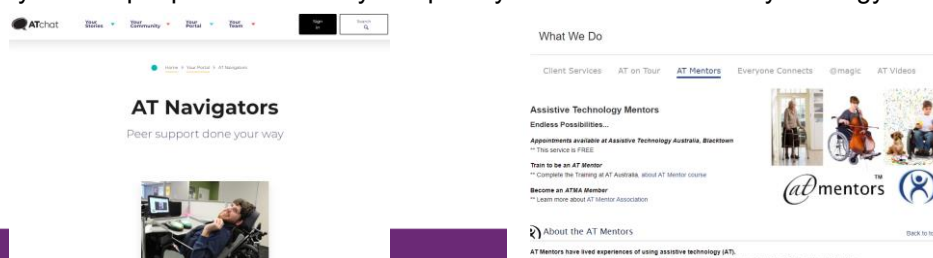 ATchat
Your Stories
Your Community
Your Portal
Your Team
Sign in
Search
Home > Your Portal > AT Navigators
AT Navigators
Peer support done your way
What We Do
Client Services AT on Tour AT Mentors Everyone Connects @magic AT Videos
Assistive Technology Mentors
Endless Possibilities...
Appointments available at Assistive Technology Australia, Blacktown
** This service is FREE
Train to be an AT Mentor
** Complete the Training at AT Australia, about AT Mentor course
Become an ATMA Member
** Learn more about AT Mentor Association
at mentors TM
About the AT Mentors
Back to
AT Mentors have lived experiences of using assistive technology (AT).